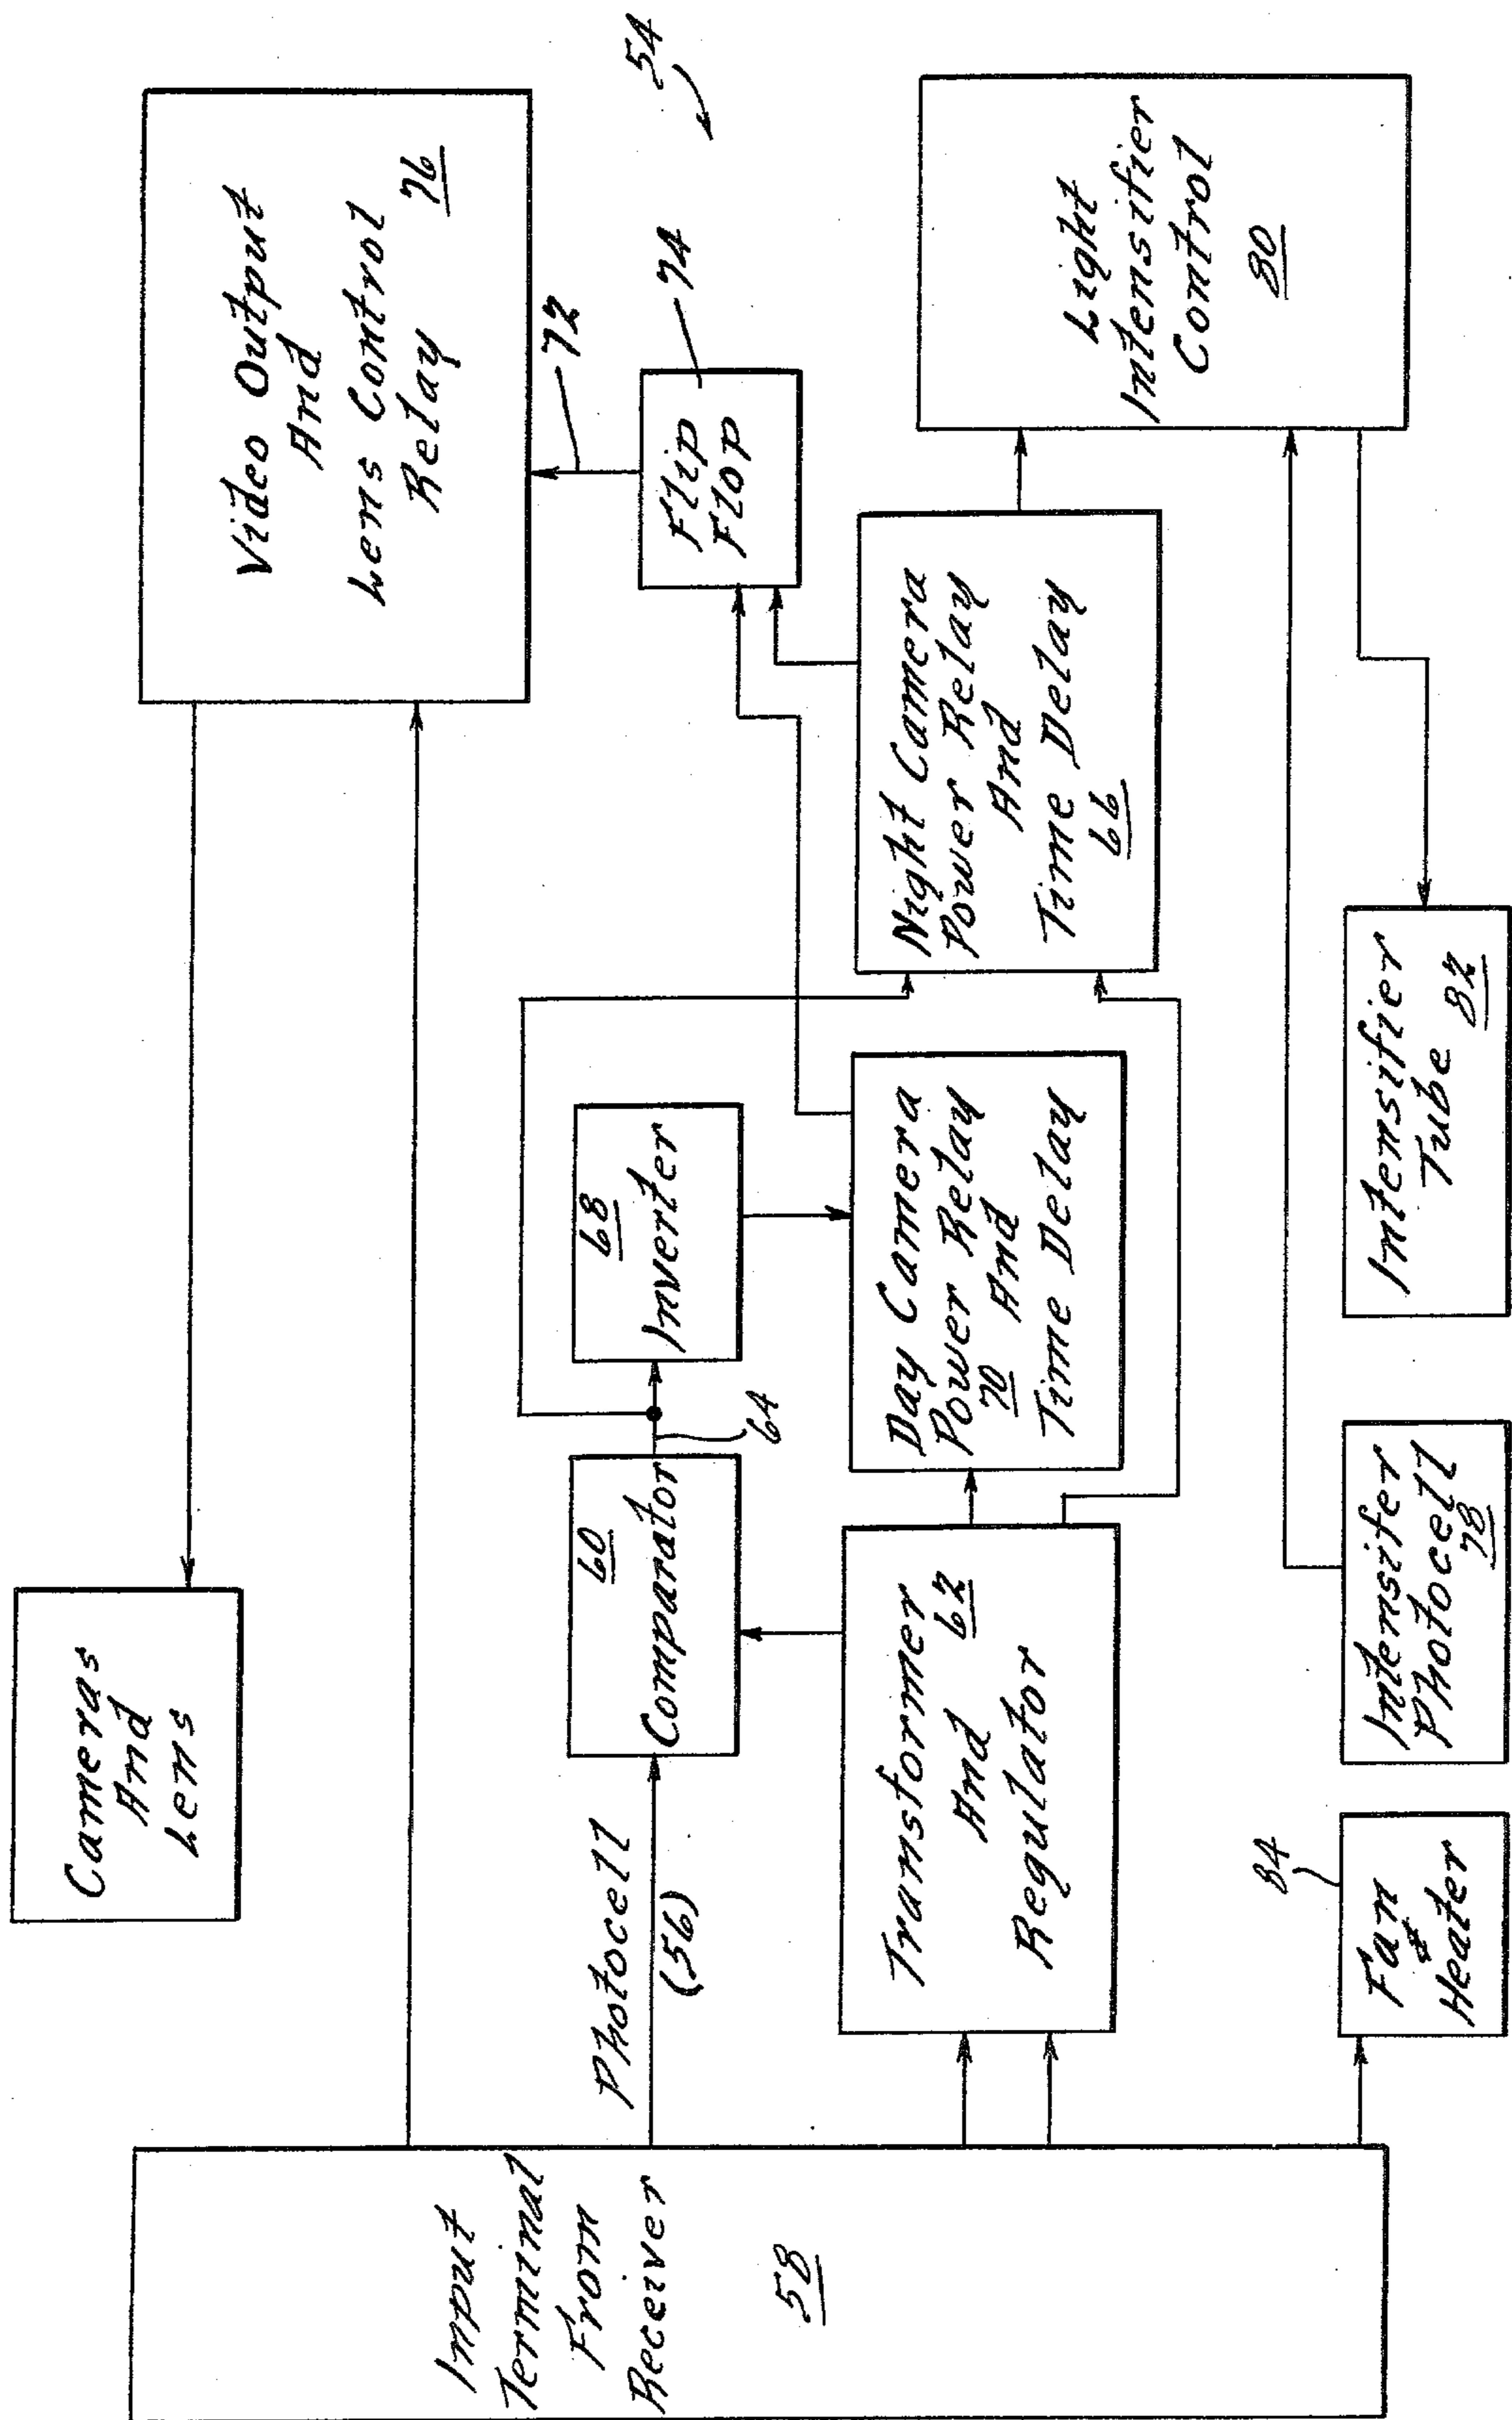 Cameras
And
Lens
Video Output
And
Lens Control
Relay
76
54
72
74
Flip
Flop
Photocell
(56)
60
Comparator
64
68
Inverter
Input
Terminal
From
Receiver
58
Transformer
And 62
Regulator
Day Camera
Power Relay
70 And
Time Delay
Night Camera
Power Relay
And
Time Delay
66
Light
Intensifier
Control
80
84
Fan
&
Heater
Intensifer
Photocell
78
Intensifier
Tube 82